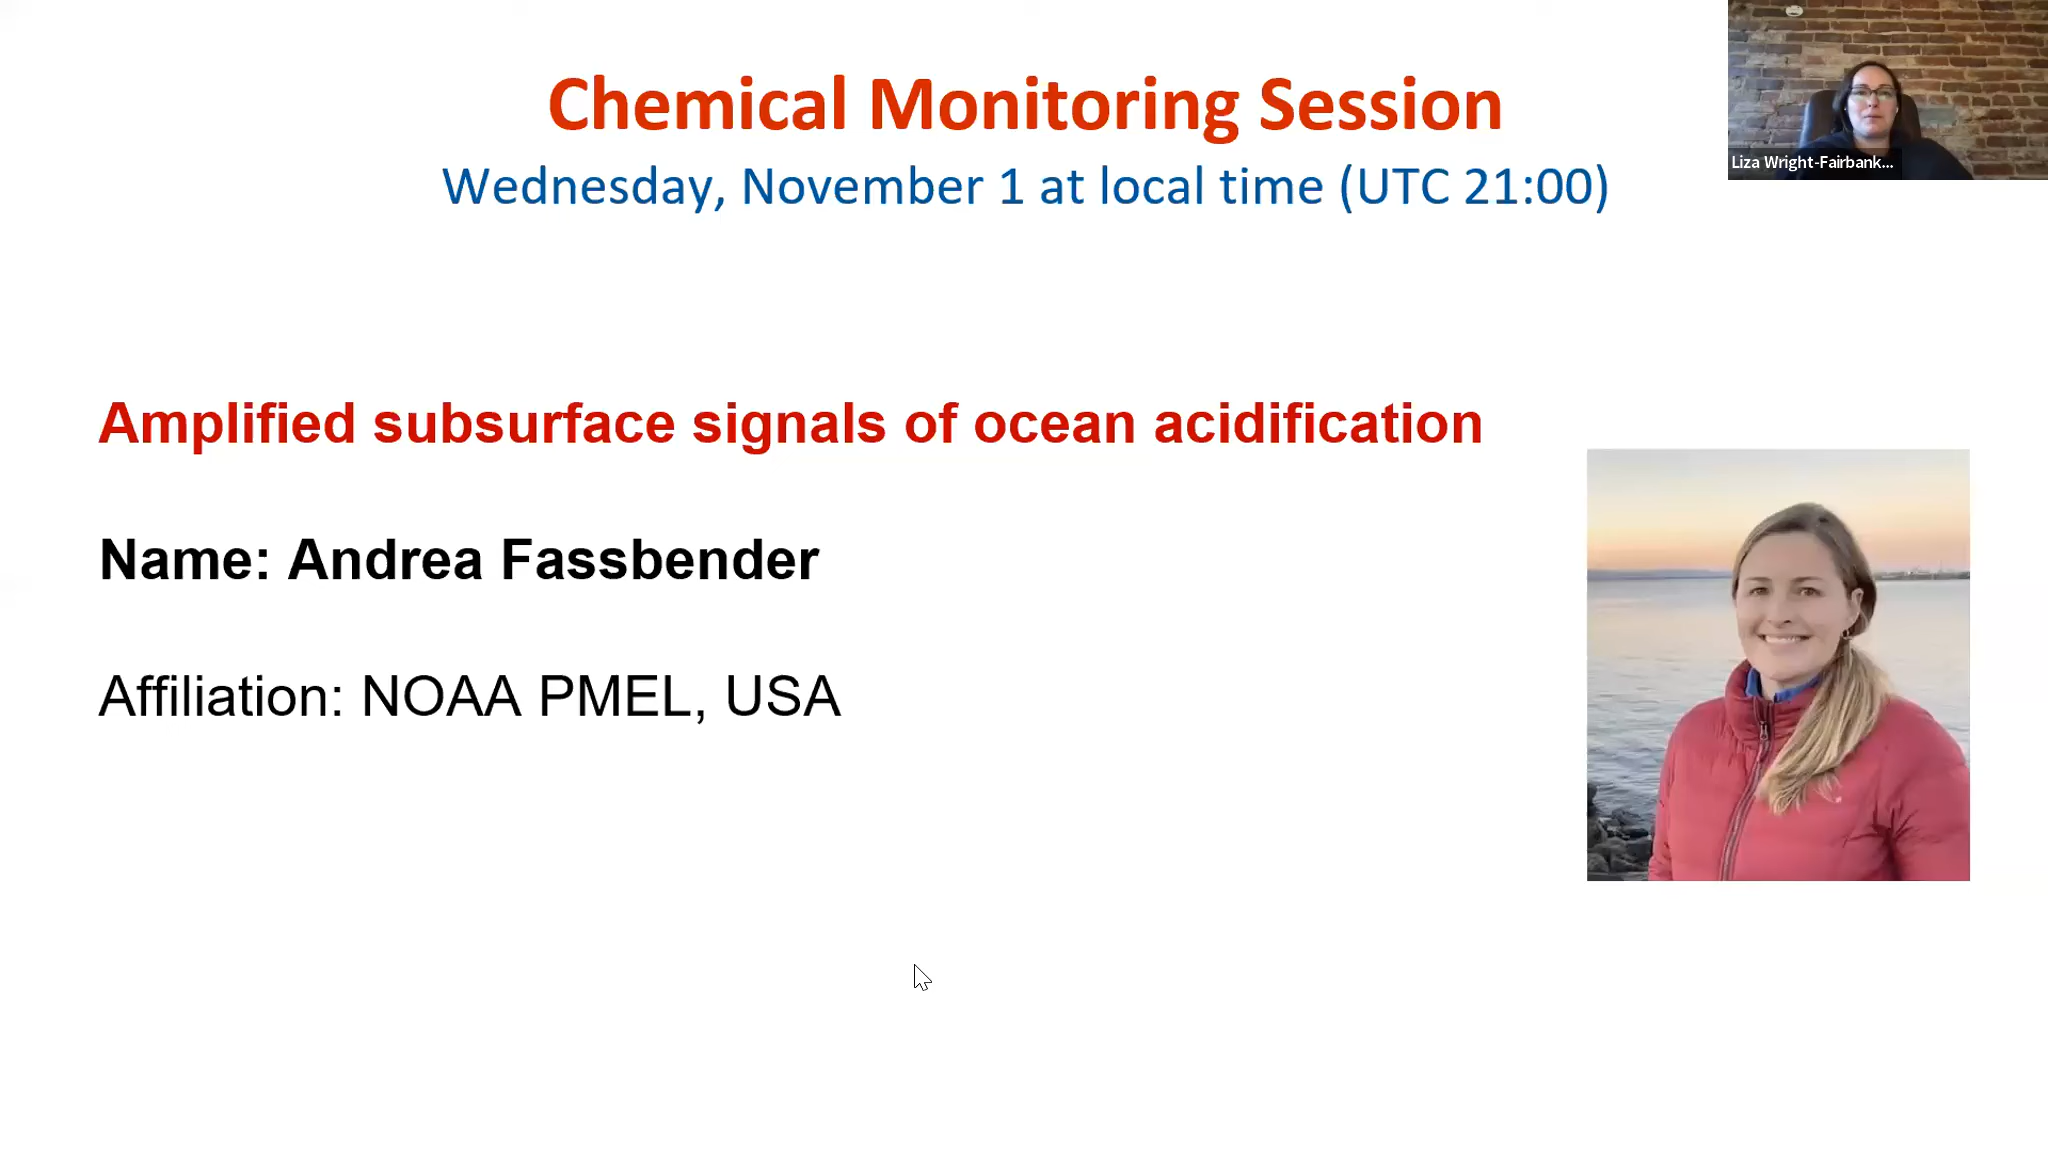 Chemical Monitoring Session
Wednesday, November 1 at local time (UTC 21:00)
Liza Wright-Fairbank...
Amplified subsurface signals of ocean acidification
Name: Andrea Fassbender
Affiliation: NOAA PMEL, USA